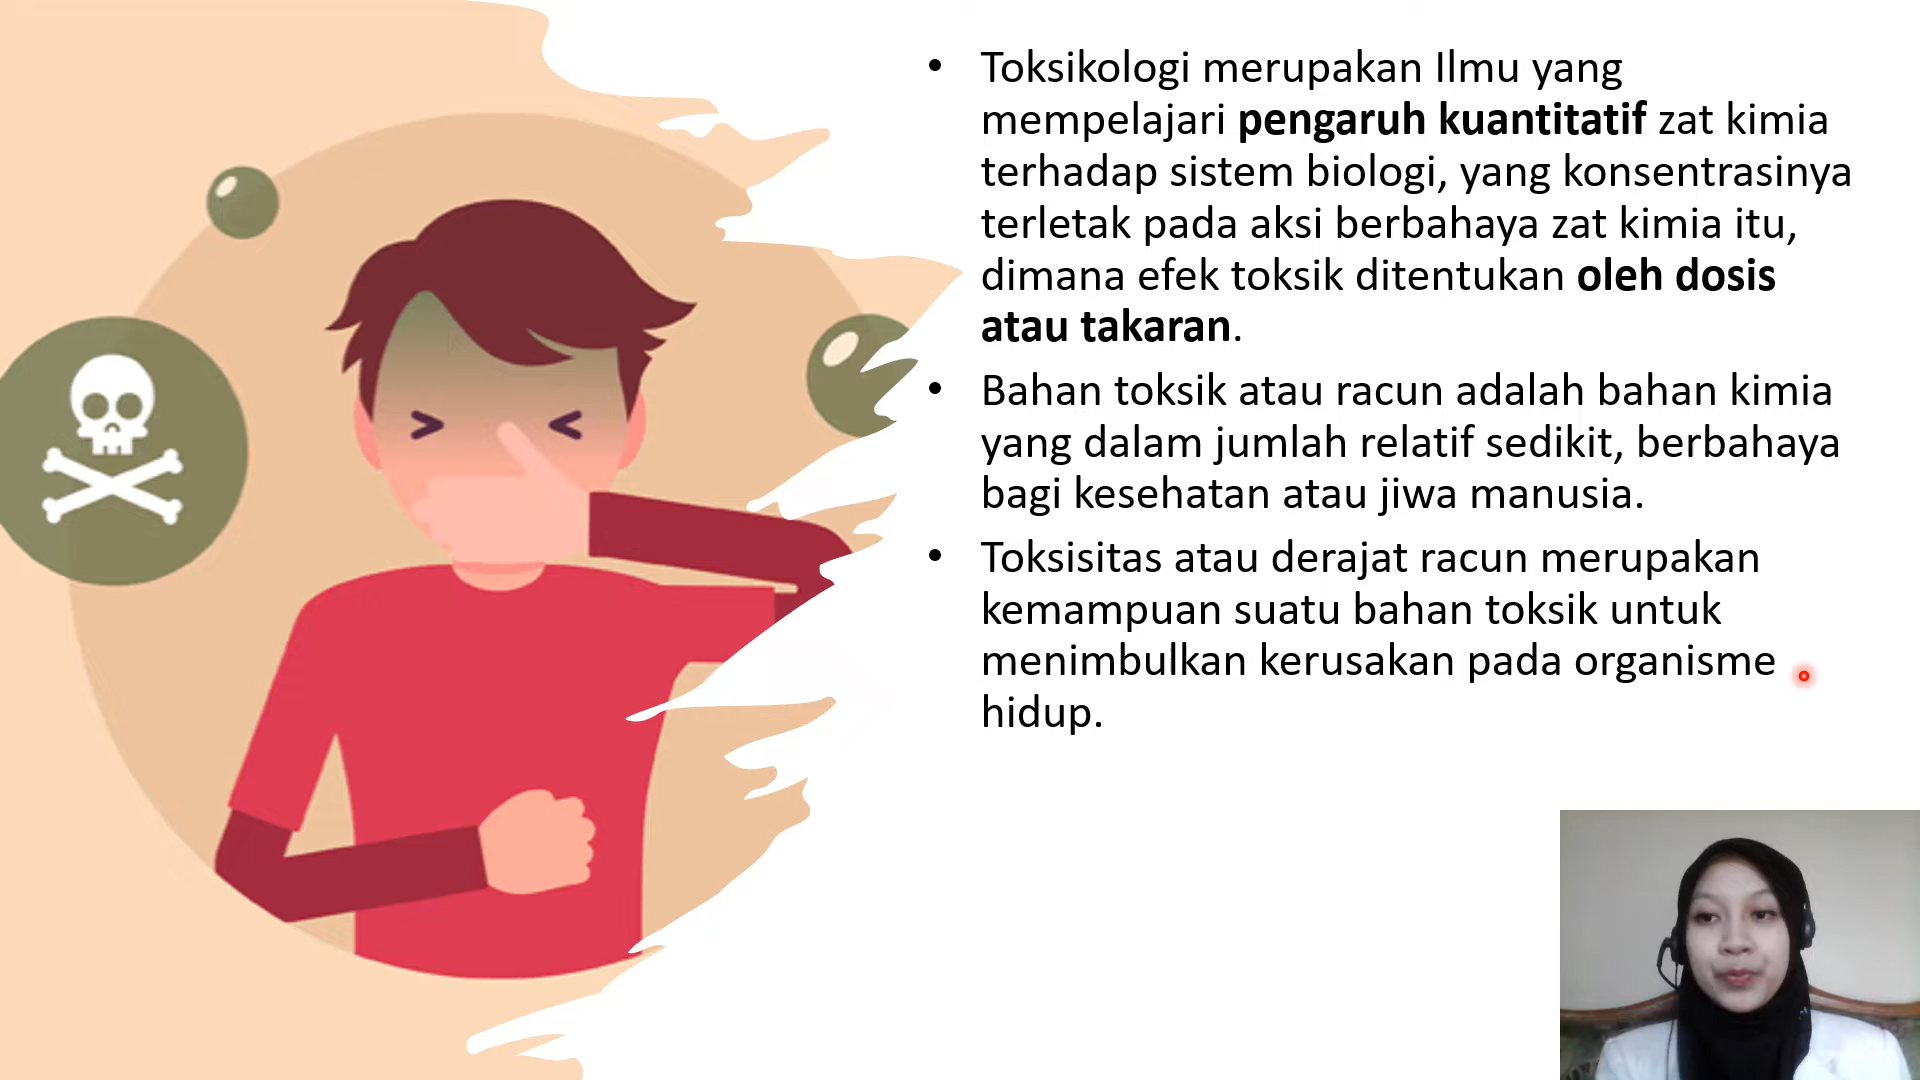 • Toksikologi merupakan Ilmu yang
mempelajari pengaruh kuantitatif zat kimia
terhadap sistem biologi, yang konsentrasinya
terletak pada aksi berbahaya zat kimia itu,
dimana efek toksik ditentukan oleh dosis
atau takaran.
• Bahan toksik atau racun adalah bahan kimia
yang dalam jumlah relatif sedikit, berbahaya
bagi kesehatan atau jiwa manusia.
• Toksisitas atau derajat racun merupakan
kemampuan suatu bahan toksik untuk
menimbulkan kerusakan pada organisme
hidup.